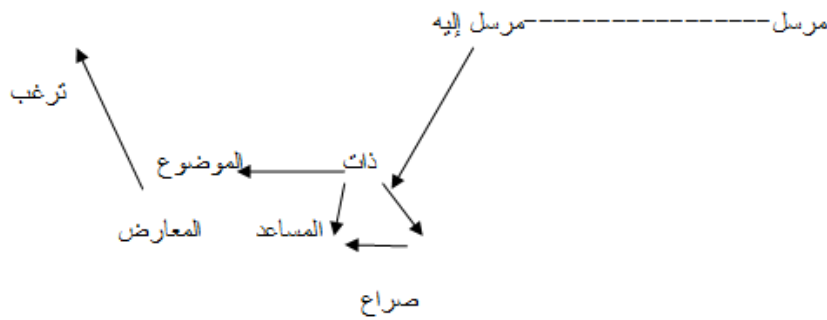 مرسل-----------------مرسل إليه
ترغب
ذات الموضوع
المساعد المعارض
صراع